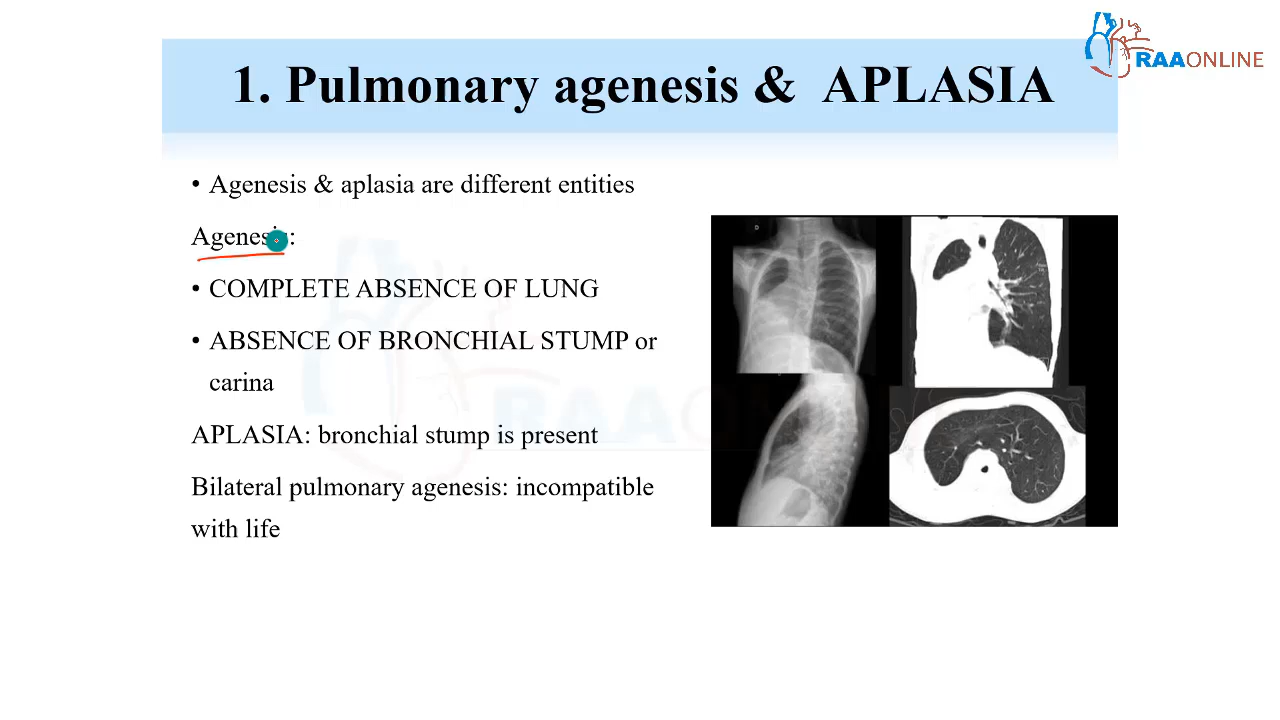 RAAONLINE
1. Pulmonary agenesis & APLASIA
• Agenesis & aplasia are different entities
Agenesis:
• COMPLETE ABSENCE OF LUNG
• ABSENCE OF BRONCHIAL STUMP or
carina
APLASIA: bronchial stump is present
Bilateral pulmonary agenesis: incompatible
with life
RAAONLINE
D